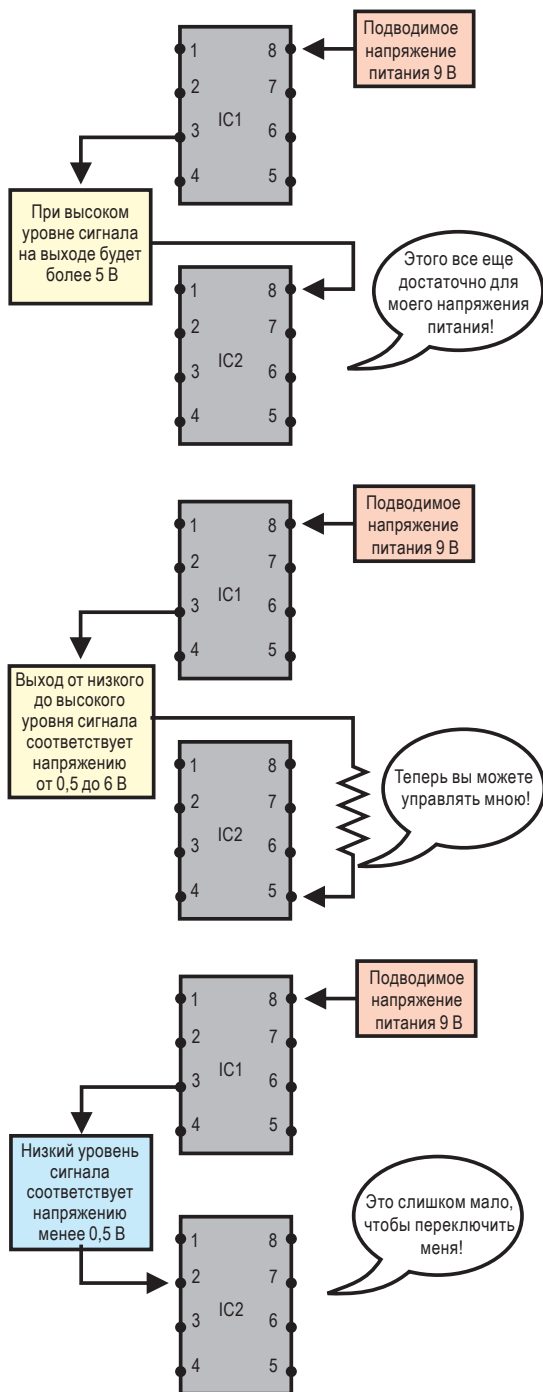 1
2
3
4
IC1
8
7
6
5
Подводимое
напряжение
питания 9 В
При высоком
уровне сигнала
на выходе будет
более 5 В
1
2
3
4
IC2
8
7
6
5
Этого все еще
достаточно для
моего напряжения
питания!
1
2
3
4
IC1
8
7
6
5
Подводимое
напряжение
питания 9 В
Выход от низкого
до высокого
уровня сигнала
соответствует
напряжению
от 0,5 до 6 В
1
2
3
4
IC2
8
7
6
5
Теперь вы можете
управлять мною!
1
2
3
4
IC1
8
7
6
5
Подводимое
напряжение
питания 9 В
Низкий уровень
сигнала
соответствует
напряжению
менее 0,5 В
1
2
3
4
IC2
8
7
6
5
Это слишком мало,
чтобы переключить
меня!